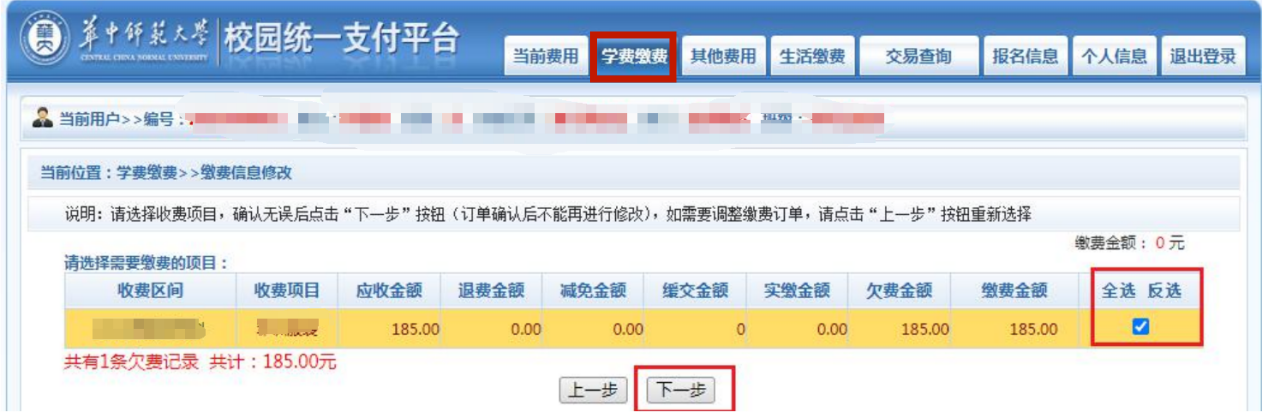 華中師範大學 校园统一支付平台
CENTRAL CHINA NORMAL UNIVERSITY
当前费用 学费缴费 其他费用 生活缴费 交易查询 报名信息 个人信息 退出登录
当前用户>>编号：
当前位置：学费缴费>>缴费信息修改
说明：请选择收费项目，确认无误后点击“下一步”按钮（订单确认后不能再进行修改），如需要调整缴费订单，请点击“上一步”按钮重新选择
缴费金额：0元
请选择需要缴费的项目：
收费区间 收费项目 应收金额 退费金额 减免金额 缓交金额 实缴金额 欠费金额 缴费金额 全选 反选
185.00 0.00 0.00 0 0.00 185.00 185.00
共有1条欠费记录 共计：185.00元
上一步 下一步